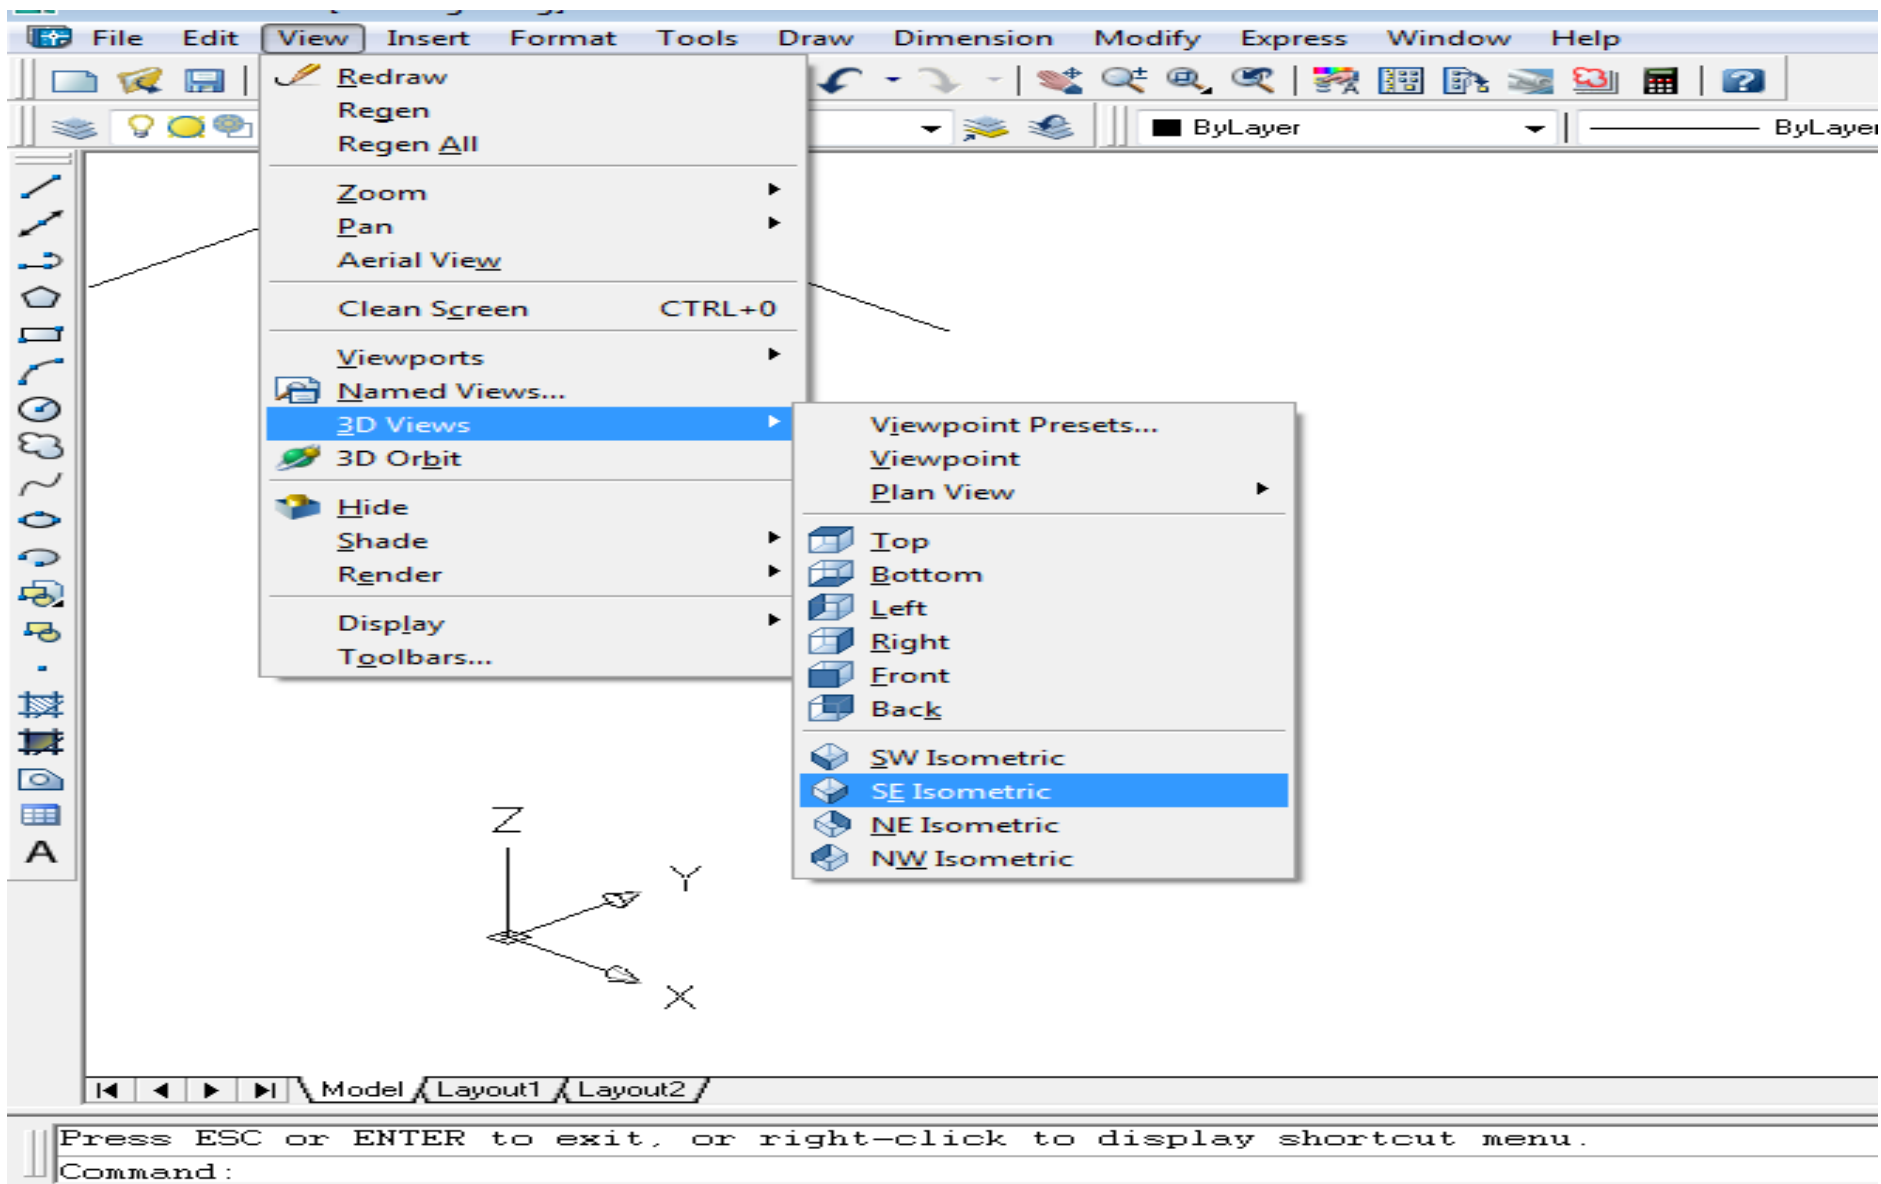 File Edit View Insert Format Tools Draw Dimension Modify Express Window Help
Redraw
Regen
Regen All
Zoom
Pan
Aerial View
Clean Screen CTRL+0
Viewports
Named Views...
3D Views
3D Orbit
Hide
Shade
Render
Display
Toolbars...
ByLayer
ByLayer
Viewpoint Presets...
Viewpoint
Plan View
Top
Bottom
Left
Right
Front
Back
SW Isometric
SE Isometric
NE Isometric
NW Isometric
A
Z
Y
X
Model Layout1 Layout2
Press ESC or ENTER to exit, or right-click to display shortcut menu.
Command: